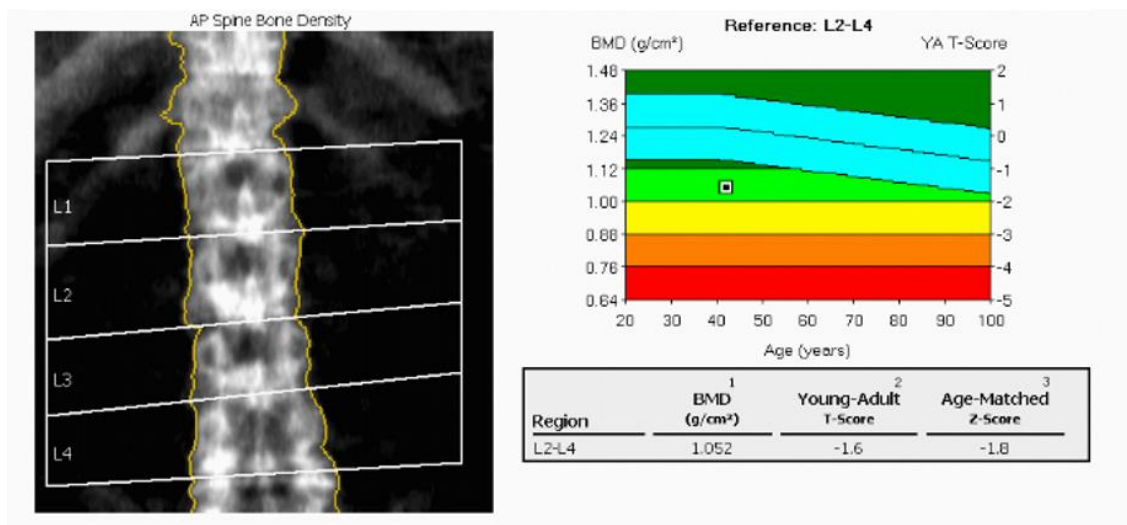 AP Spine Bone Density
L1
L2
L3
L4
Reference: L2-L4
BMD (g/cm²) YA T-Score
1.48 2
1.36 1
1.24 0
1.12 -1
1.00 -2
0.88 -3
0.76 -4
0.64 -5
20 30 40 50 60 70 80 90 100
Age (years)
1 2 3
BMD Young-Adult Age-Matched
Region (g/cm²) T-Score Z-Score
L2-L4 1.052 -1.6 -1.8